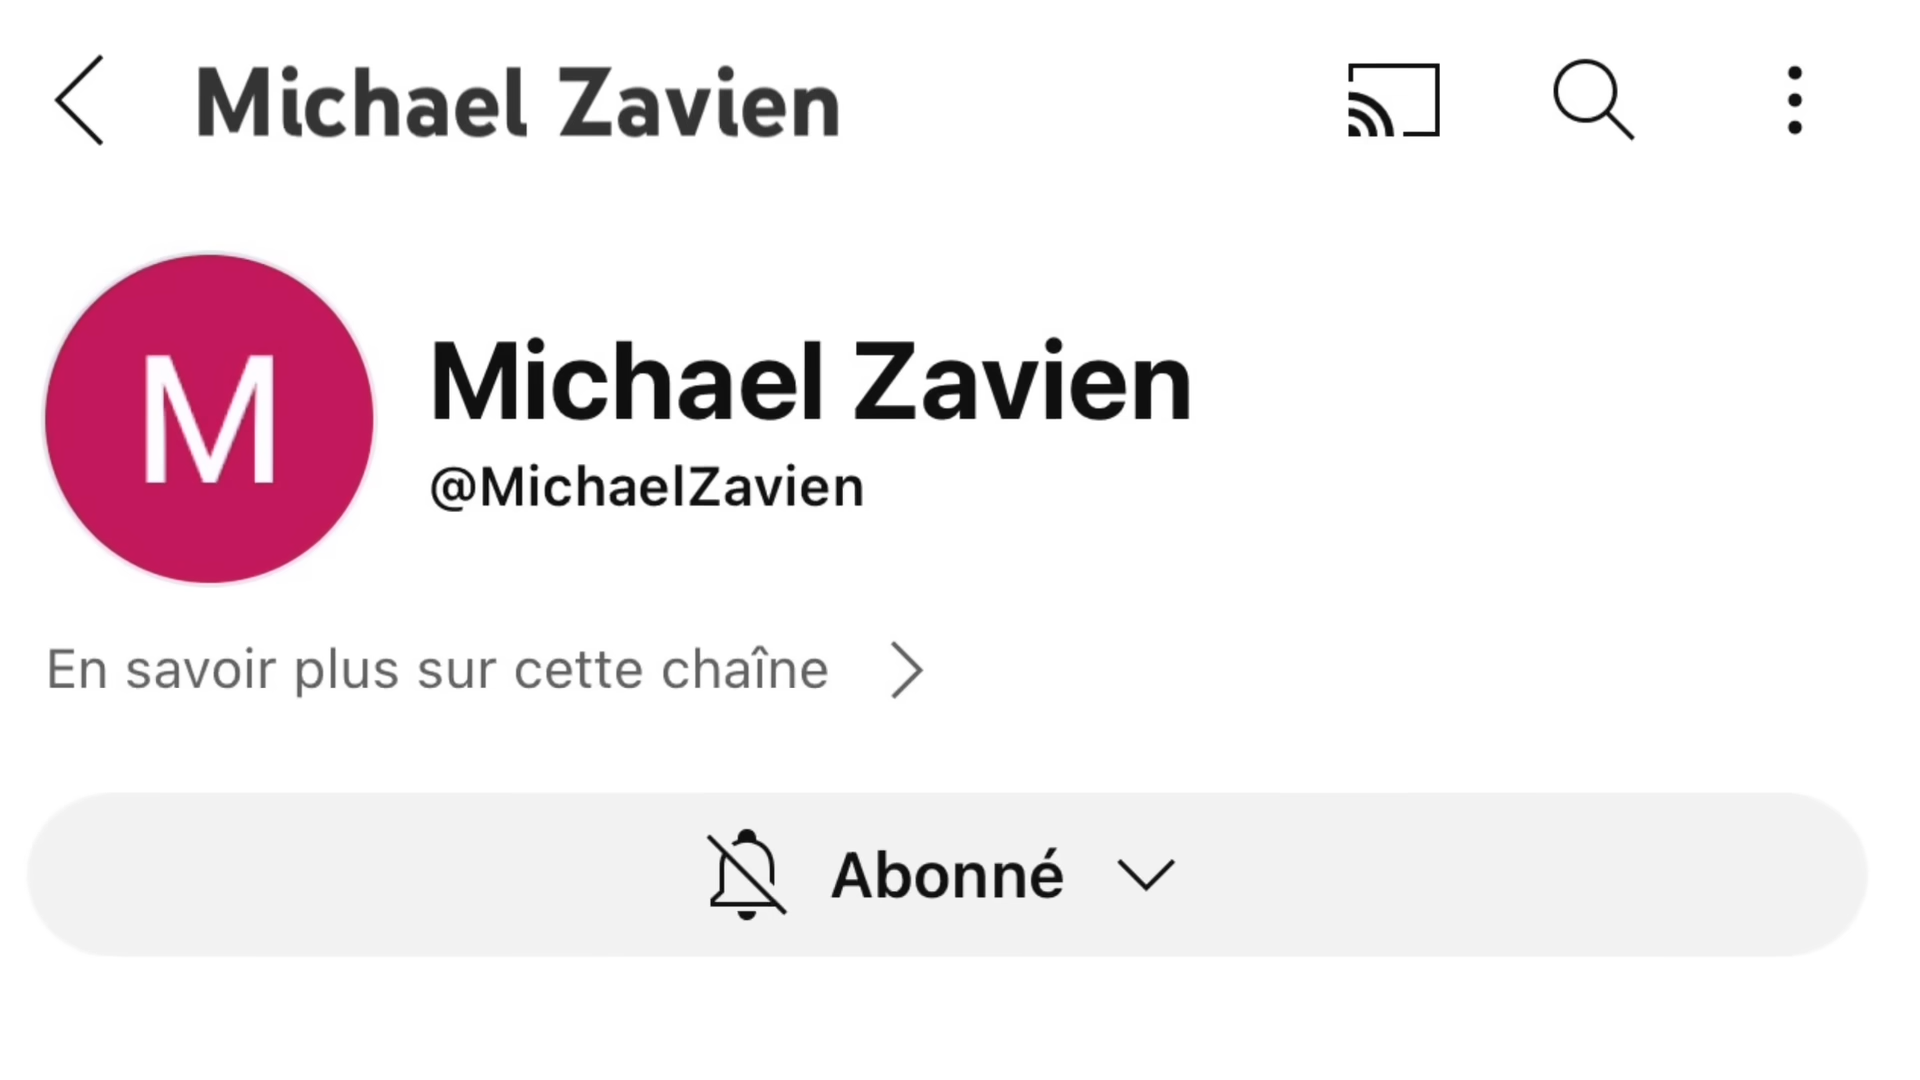 Michael Zavien
M
Michael Zavien
@MichaelZavien
En savoir plus sur cette chaîne
Abonné